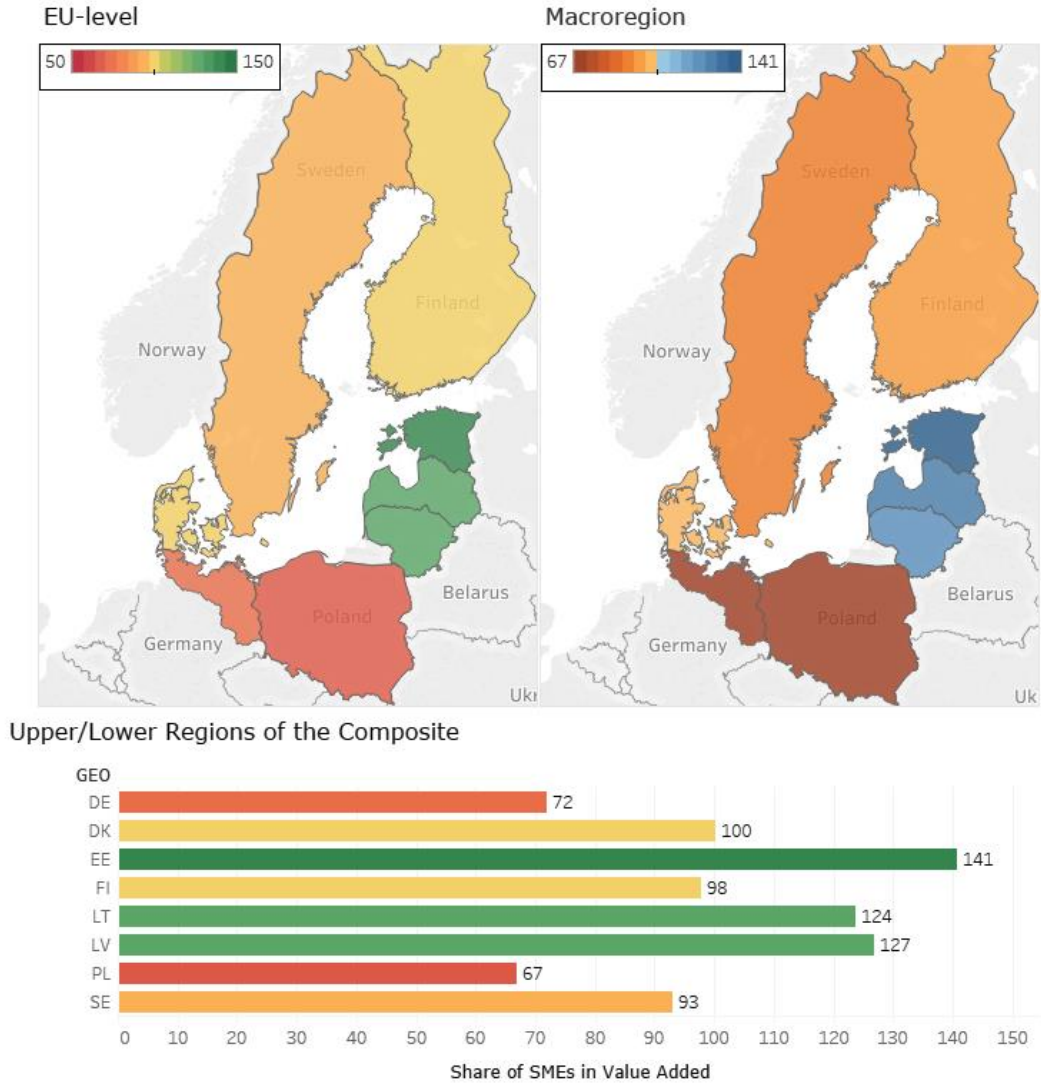 EU-level
Macroregion
50 150
67 141
Sweden
Finland
Norway
Belarus
Poland
Germany
Ukr
Sweden
Finland
Norway
Belarus
Poland
Germany
Uk
Upper/Lower Regions of the Composite
GEO
DE 72
DK 100
EE 141
FI 98
LT 124
LV 127
PL 67
SE 93
0 10 20 30 40 50 60 70 80 90 100 110 120 130 140 150
Share of SMEs in Value Added